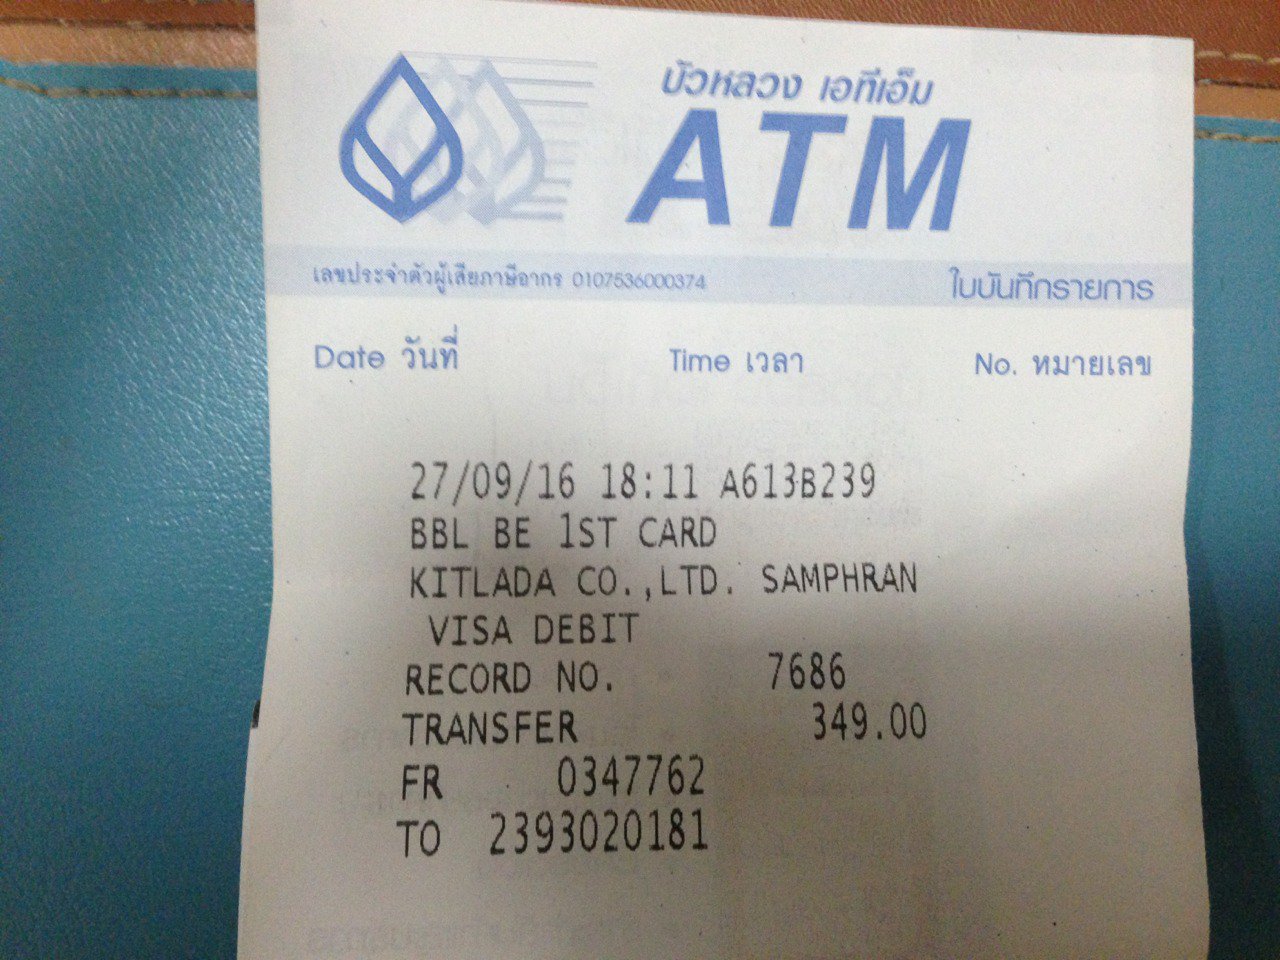 บัวหลวง เอทีเอ็ม
ATM
เลขประจำตัวผู้เสียภาษีอากร 0107536000374 ใบบันทึกรายการ
Date วันที่ Time เวลา No. หมายเลข
27/09/16 18:11 A613B239
BBL BE 1ST CARD
KITLADA CO.,LTD. SAMPHRAN
VISA DEBIT
RECORD NO. 7686
TRANSFER 349.00
FR 0347762
TO 2393020181